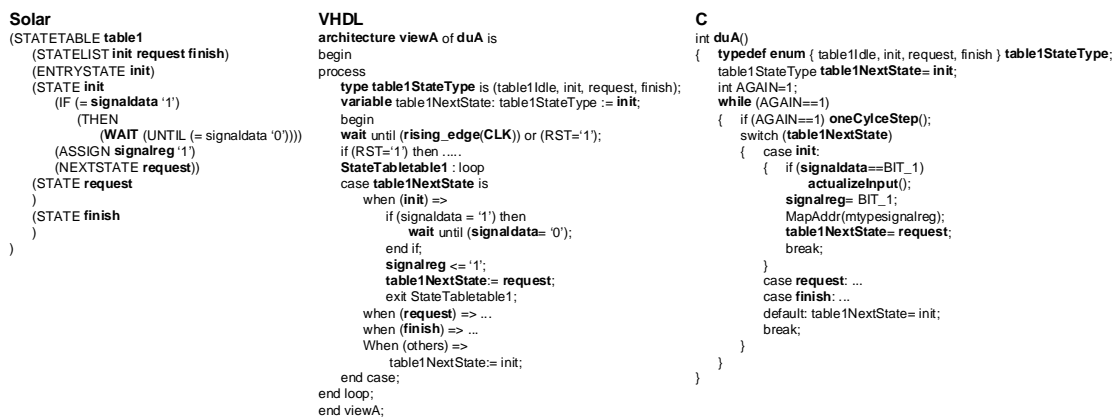 Solar
(STATETABLE table1
(STATELIST init request finish)
(ENTRYSTATE init)
(STATE init
(IF (= signaldata ‘1’)
(THEN
(WAIT (UNTIL (= signaldata ‘0’))))
(ASSIGN signalreg ‘1’)
(NEXTSTATE request))
(STATE request
)
(STATE finish
)
)
VHDL
architecture viewA of duA is
begin
process
type table1StateType is (table1Idle, init, request, finish);
variable table1NextState: table1StateType := init;
begin
wait until (rising_edge(CLK)) or (RST=‘1’);
if (RST=‘1’) then .....
StateTabletable1 : loop
case table1NextState is
when (init) =>
if (signaldata = ‘1’) then
wait until (signaldata= ‘0’);
end if;
signalreg <= ‘1’;
table1NextState:= request;
exit StateTabletable1;
when (request) => ...
when (finish) => ...
When (others) =>
table1NextState:= init;
end case;
end loop;
end viewA;
C
int duA()
{ typedef enum { table1Idle, init, request, finish } table1StateType;
table1StateType table1NextState= init;
int AGAIN=1;
while (AGAIN==1)
{ if (AGAIN==1) oneCylceStep();
switch (table1NextState)
{ case init:
{ if (signaldata==BIT_1)
actualizeInput();
signalreg= BIT_1;
MapAddr(mtypesignalreg);
table1NextState= request;
break;
}
case request: ...
case finish: ...
default: table1NextState= init;
break;
}
}
}